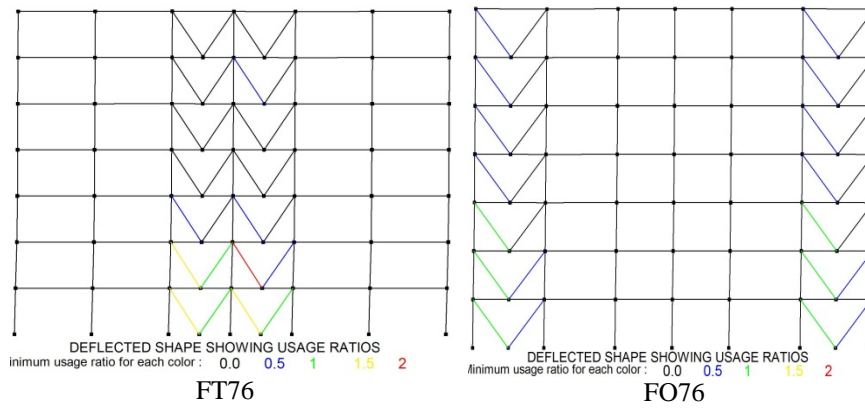 DEFLECTED SHAPE SHOWING USAGE RATIOS
inimum usage ratio for each color : 0.0 0.5 1 1.5 2
FT76
DEFLECTED SHAPE SHOWING USAGE RATIOS
Minimum usage ratio for each color : 0.0 0.5 1 1.5 2
FO76